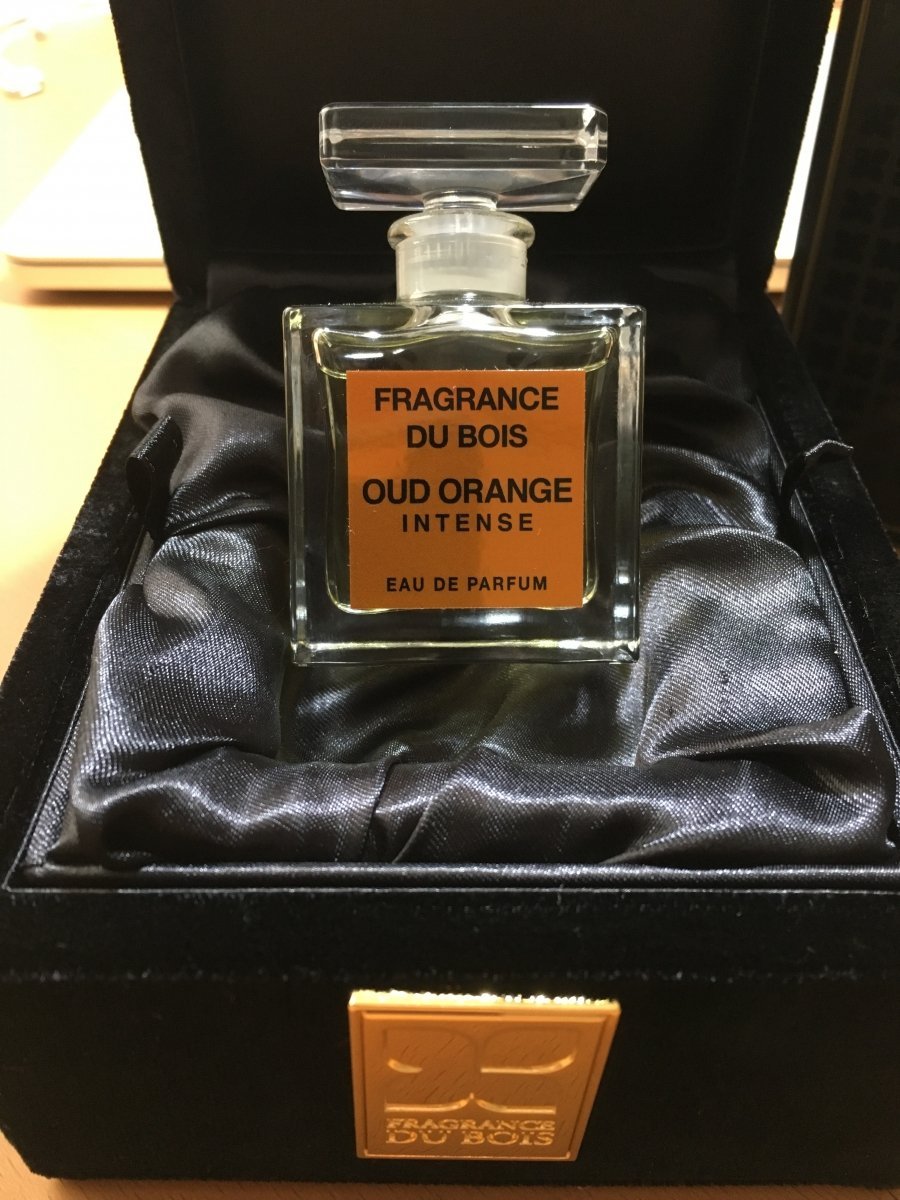 FRAGRANCE
DU BOIS
OUD ORANGE
INTENSE
EAU DE PARFUM
FRAGRANCE
DU BOIS